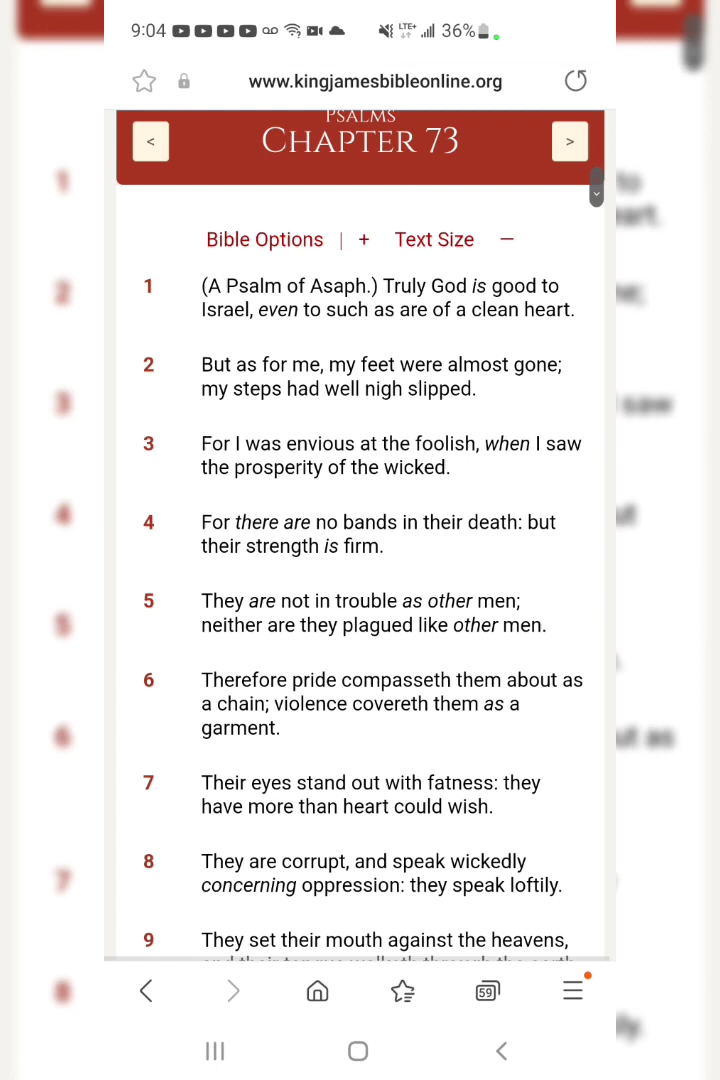 9:04 LTE+ 36%
www.kingjamesbibleonline.org
PSALMS
< CHAPTER 73 >
Bible Options | + Text Size −
1 (A Psalm of Asaph.) Truly God is good to
Israel, even to such as are of a clean heart.
2 But as for me, my feet were almost gone;
my steps had well nigh slipped.
3 For I was envious at the foolish, when I saw
the prosperity of the wicked.
4 For there are no bands in their death: but
their strength is firm.
5 They are not in trouble as other men;
neither are they plagued like other men.
6 Therefore pride compasseth them about as
a chain; violence covereth them as a
garment.
7 Their eyes stand out with fatness: they
have more than heart could wish.
8 They are corrupt, and speak wickedly
concerning oppression: they speak loftily.
9 They set their mouth against the heavens,
59